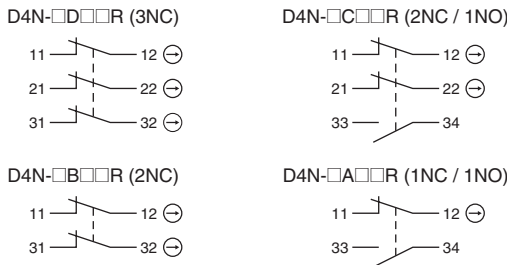 D4N-□D□□R (3NC)
11 12
21 22
31 32
D4N-□C□□R (2NC / 1NO)
11 12
21 22
33 34
D4N-□B□□R (2NC)
11 12
31 32
D4N-□A□□R (1NC / 1NO)
11 12
33 34